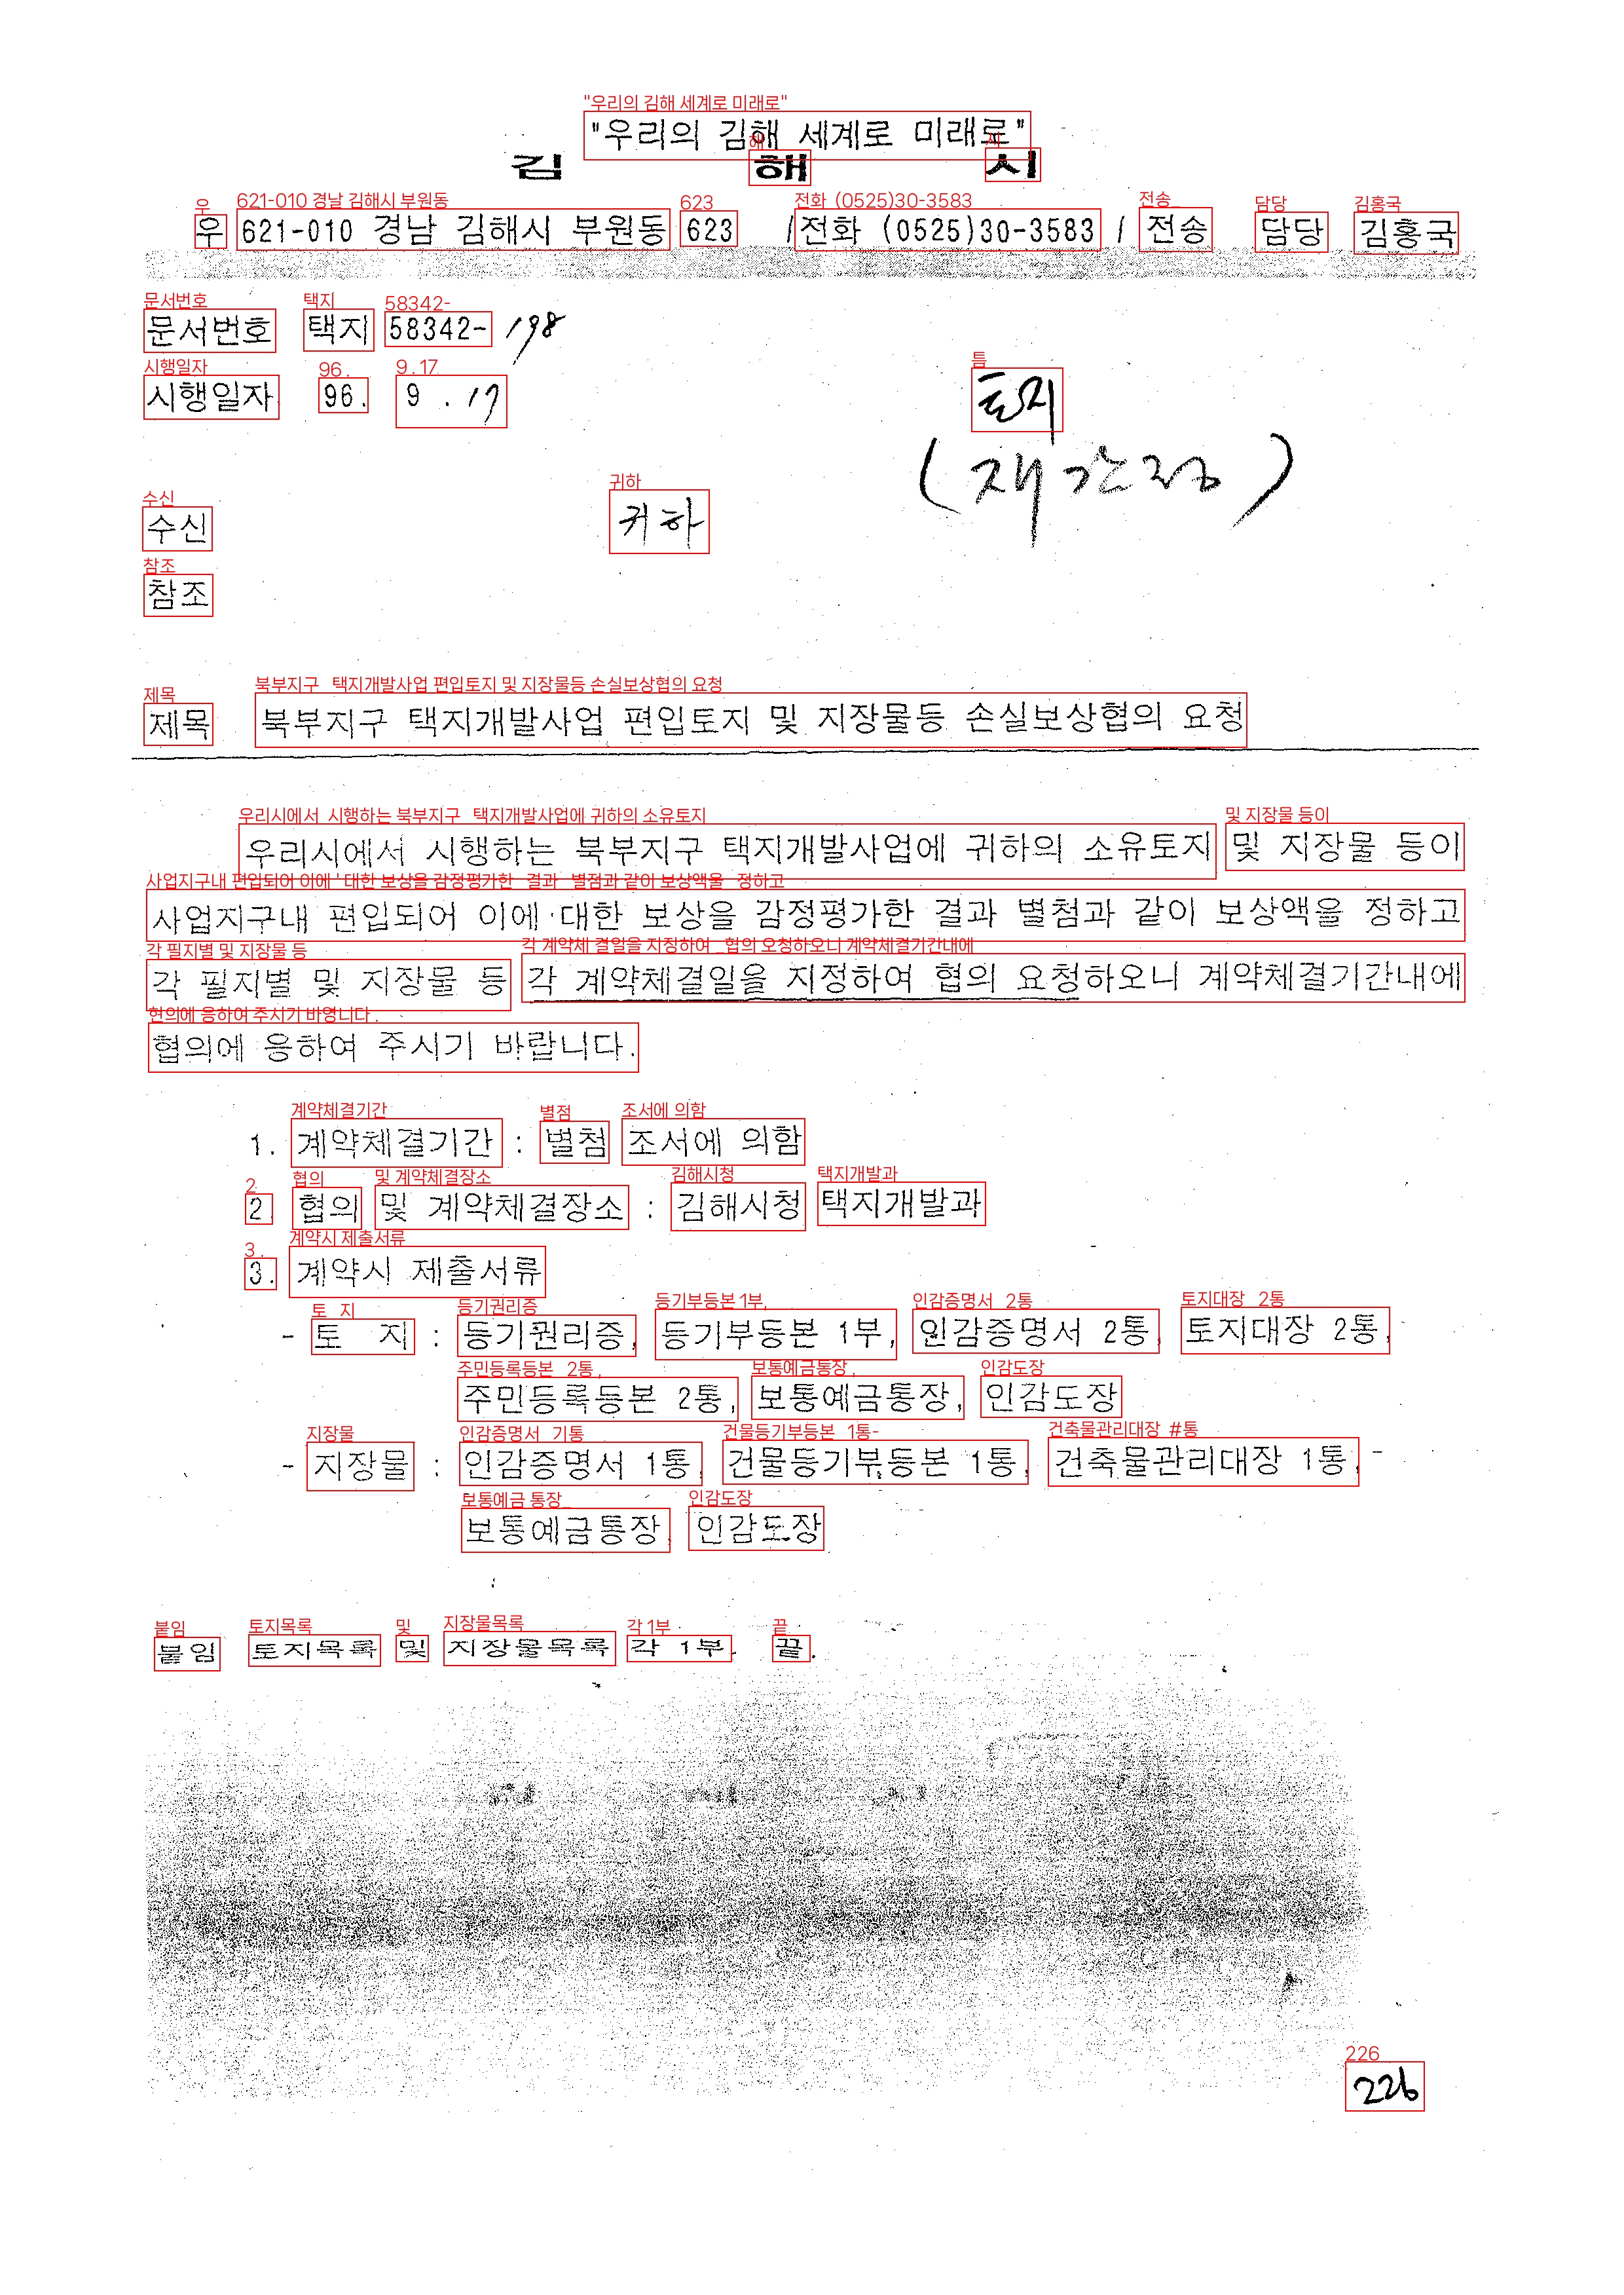 "우리의 김해 세계로 미래로"
김 해 시
우 621-010 경남 김해시 부원동 623 /전화 (0525)30-3583 / 전송 담당 김홍국
문서번호 택지 58342- 198
시행일자 96. 9 . 17
토지
(재감정)
수신 귀하
참조
제목 북부지구 택지개발사업 편입토지 및 지장물등 손실보상협의 요청
우리시에서 시행하는 북부지구 택지개발사업에 귀하의 소유토지 및 지장물 등이
사업지구내 편입되어 이에 대한 보상을 감정평가한 결과 별첨과 같이 보상액을 정하고
각 필지별 및 지장물 등 각 계약체결일을 지정하여 협의 요청하오니 계약체결기간내에
협의에 응하여 주시기 바랍니다.
1. 계약체결기간 : 별첨 조서에 의함
2. 협의 및 계약체결장소 : 김해시청 택지개발과
3. 계약시 제출서류
- 토 지 : 등기권리증, 등기부등본 1부, 인감증명서 2통, 토지대장 2통,
주민등록등본 2통, 보통예금통장, 인감도장
- 지장물 : 인감증명서 1통, 건물등기부등본 1통, 건축물관리대장 1통,
보통예금통장, 인감도장
붙임 토지목록 및 지장물목록 각 1부. 끝.
226